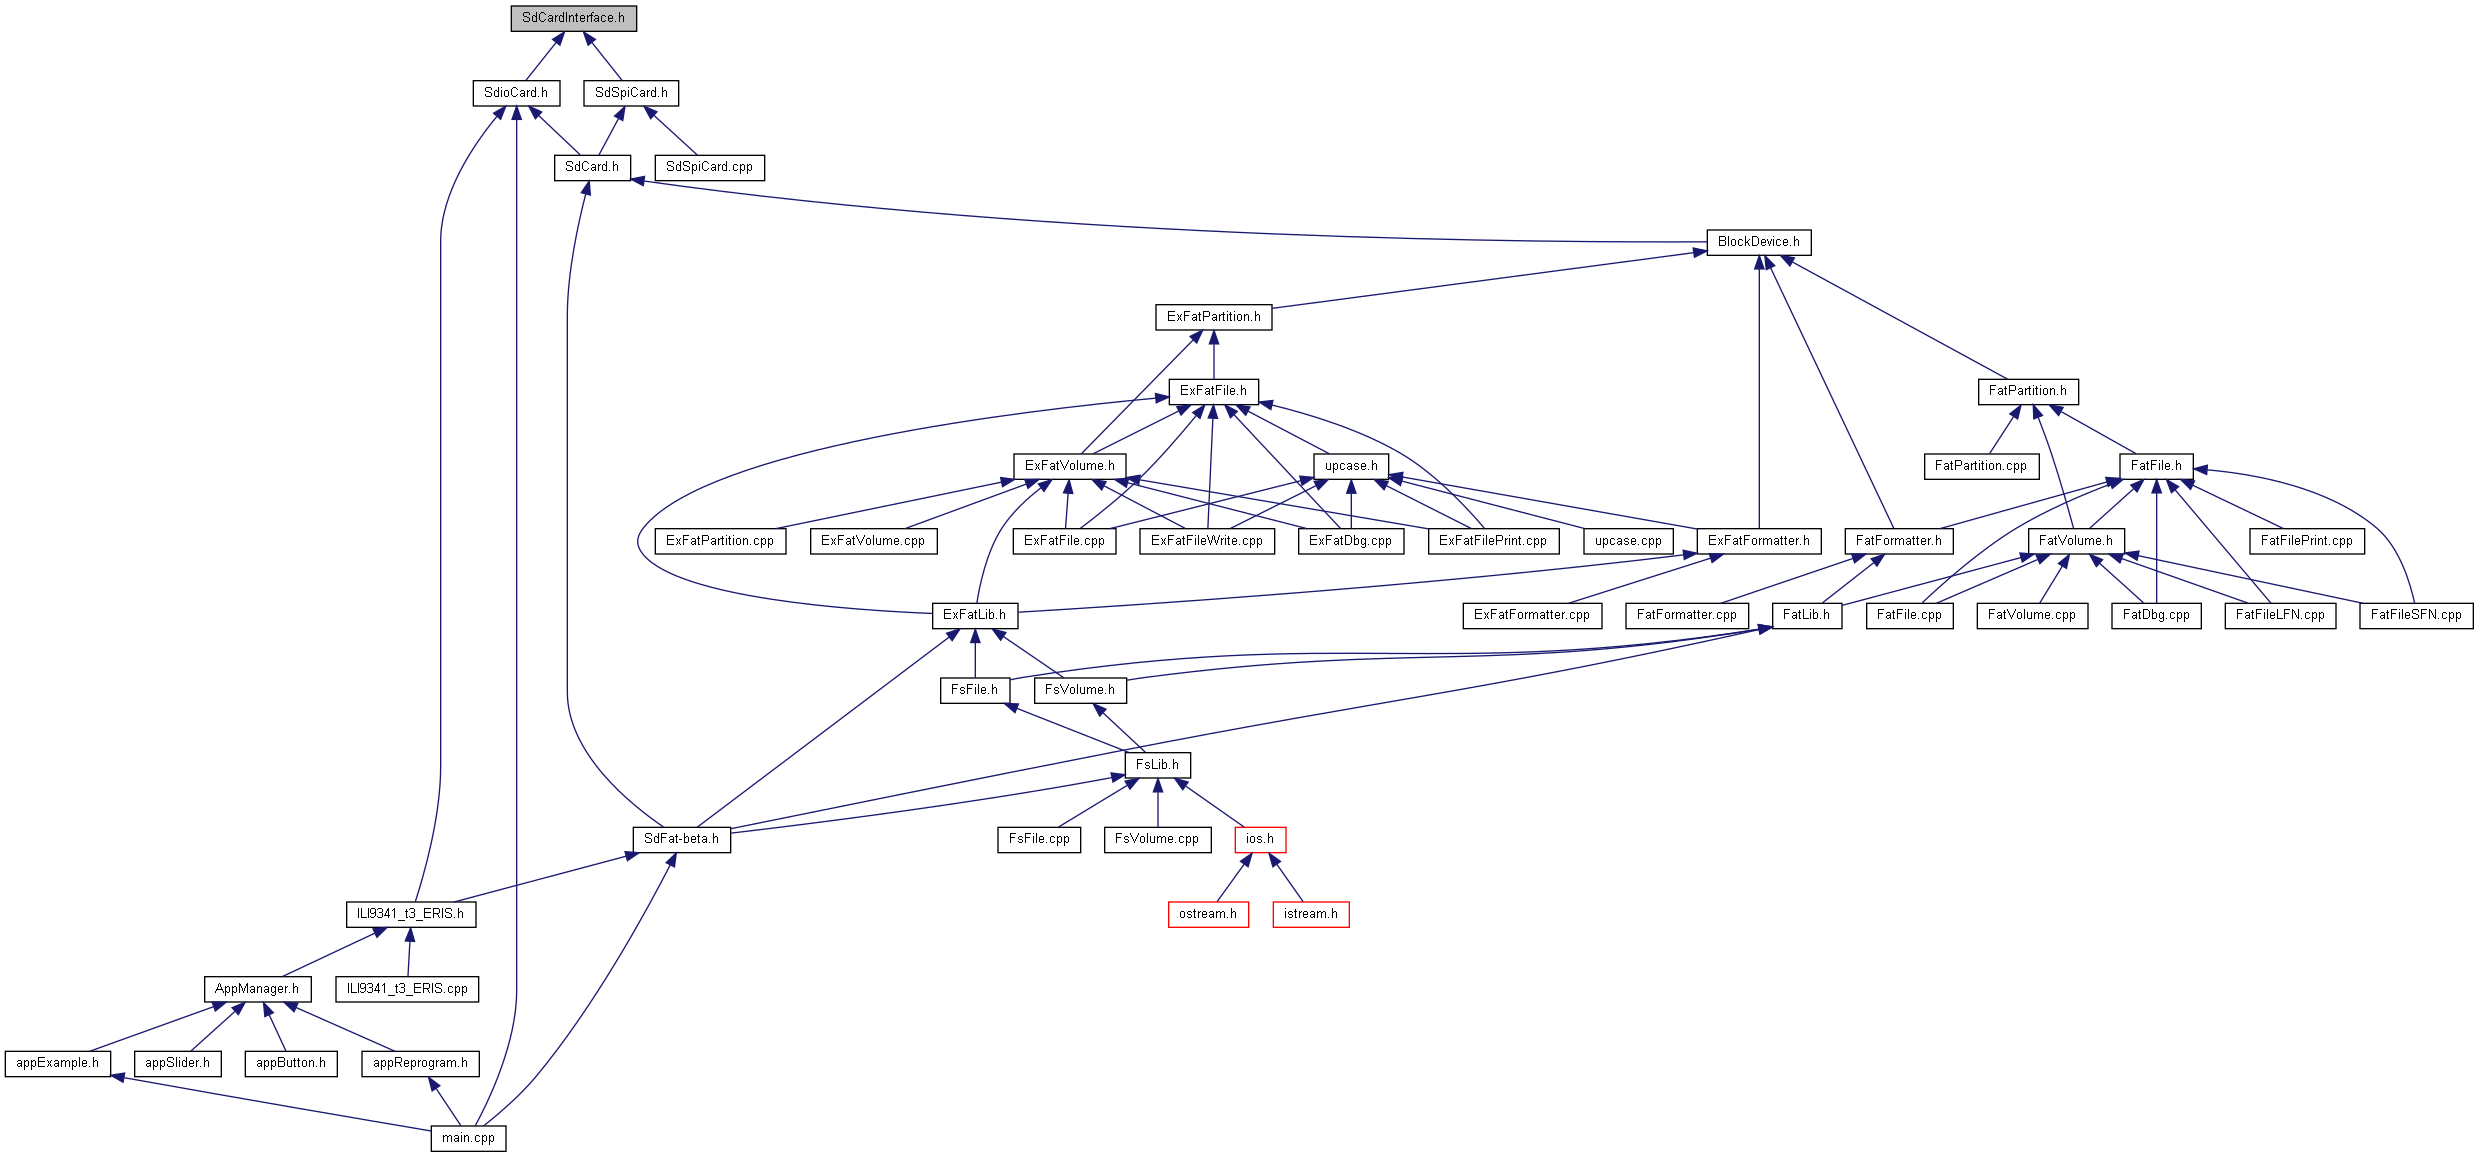 SdCardInterface.h
SdioCard.h
SdSpiCard.h
SdCard.h
SdSpiCard.cpp
BlockDevice.h
ExFatPartition.h
ExFatFile.h
FatPartition.h
ExFatVolume.h
upcase.h
FatPartition.cpp
FatFile.h
ExFatPartition.cpp
ExFatVolume.cpp
ExFatFile.cpp
ExFatFileWrite.cpp
ExFatDbg.cpp
ExFatFilePrint.cpp
upcase.cpp
ExFatFormatter.h
FatFormatter.h
FatVolume.h
FatFilePrint.cpp
ExFatLib.h
ExFatFormatter.cpp
FatFormatter.cpp
FatLib.h
FatFile.cpp
FatVolume.cpp
FatDbg.cpp
FatFileLFN.cpp
FatFileSFN.cpp
FsFile.h
FsVolume.h
FsLib.h
SdFat-beta.h
FsFile.cpp
FsVolume.cpp
ios.h
ILI9341_t3_ERIS.h
ostream.h
istream.h
AppManager.h
ILI9341_t3_ERIS.cpp
appExample.h
appSlider.h
appButton.h
appReprogram.h
main.cpp